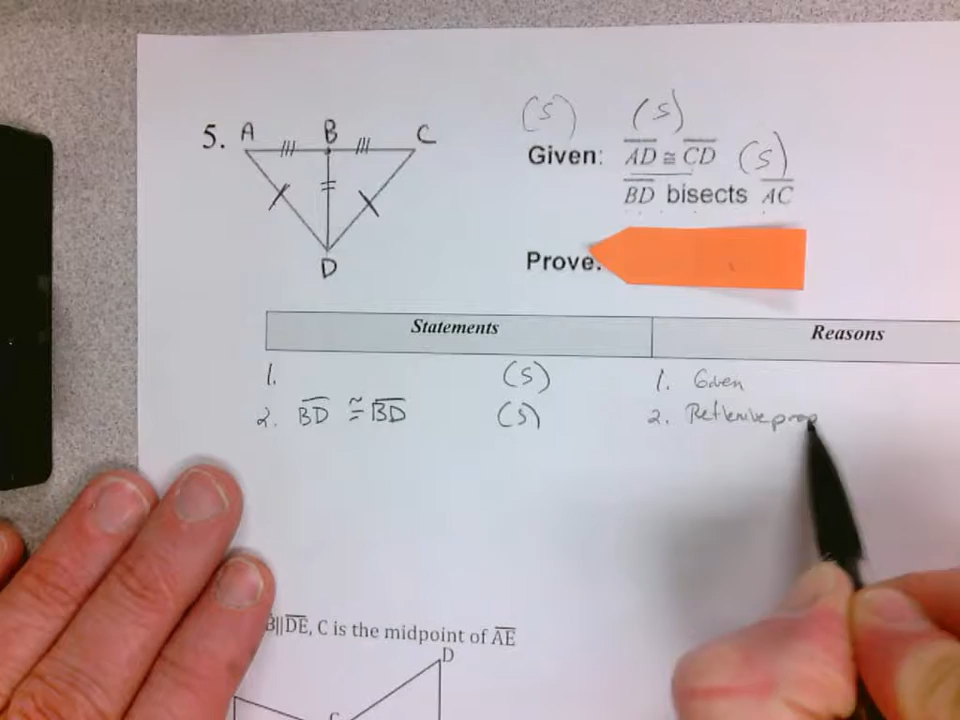 5. A B C
D
(S) (S)
Given: AD ≅ CD (S)
BD bisects AC
Prove:
Statements Reasons
1. (S) 1. Given
2. BD ≅ BD (S) 2. Reflexive prop
B||DE, C is the midpoint of AE
D
C